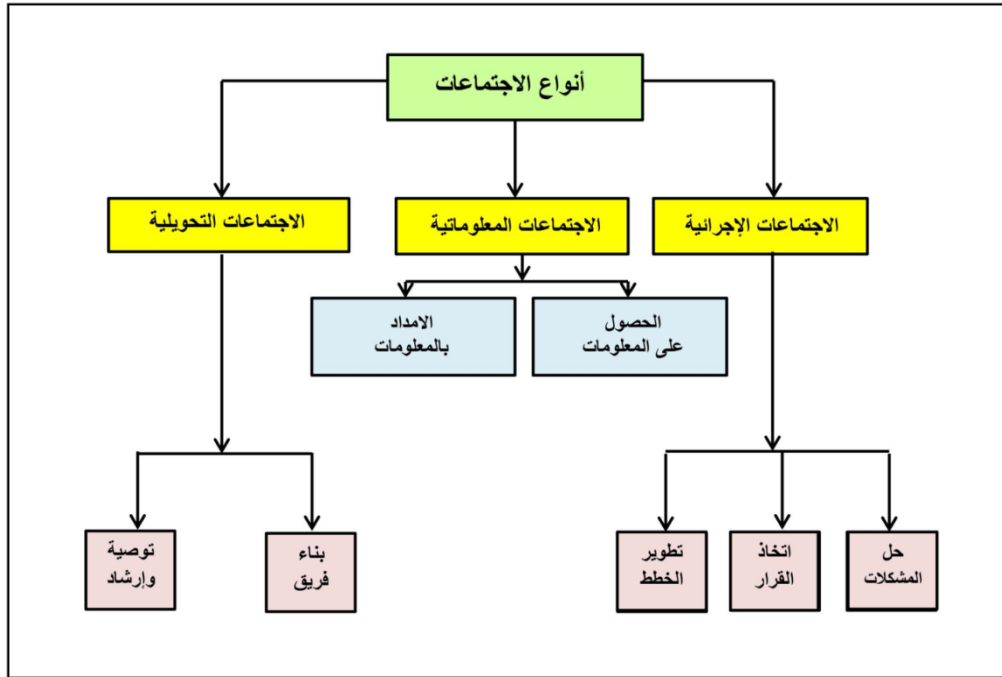 أنواع الاجتماعات
الاجتماعات الإجرائية
الاجتماعات المعلوماتية
الاجتماعات التحويلية
الحصول
على المعلومات
الامداد
بالمعلومات
حل
المشكلات
اتخاذ
القرار
تطوير
الخطط
بناء
فريق
توصية
وإرشاد